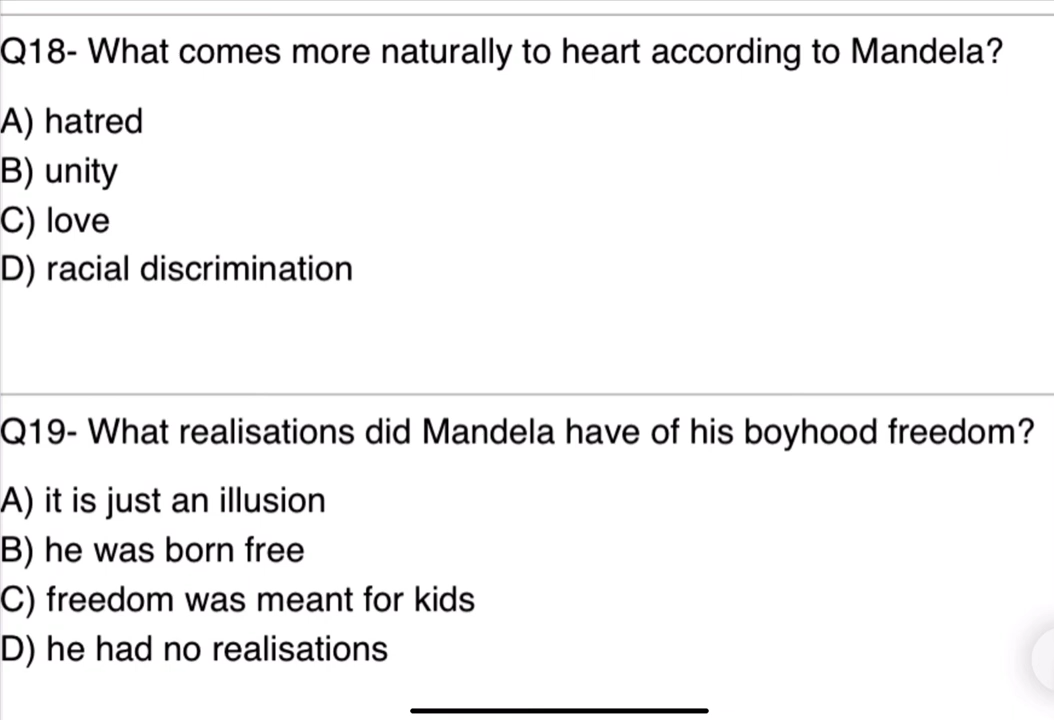 Q18- What comes more naturally to heart according to Mandela?
A) hatred
B) unity
C) love
D) racial discrimination
Q19- What realisations did Mandela have of his boyhood freedom?
A) it is just an illusion
B) he was born free
C) freedom was meant for kids
D) he had no realisations